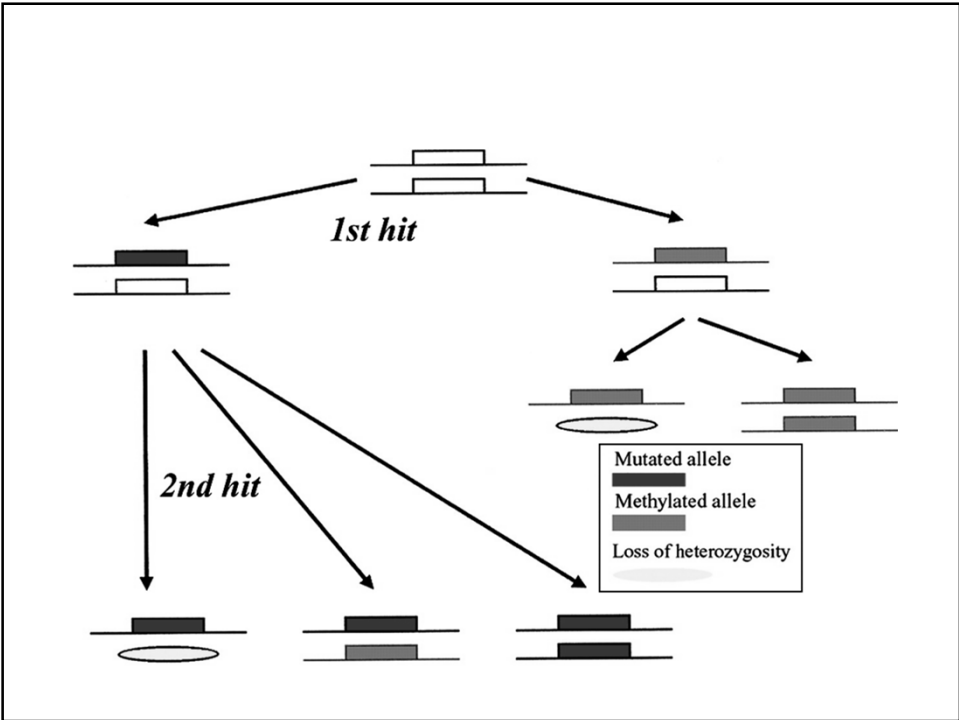 1st hit
2nd hit
Mutated allele
Methylated allele
Loss of heterozygosity